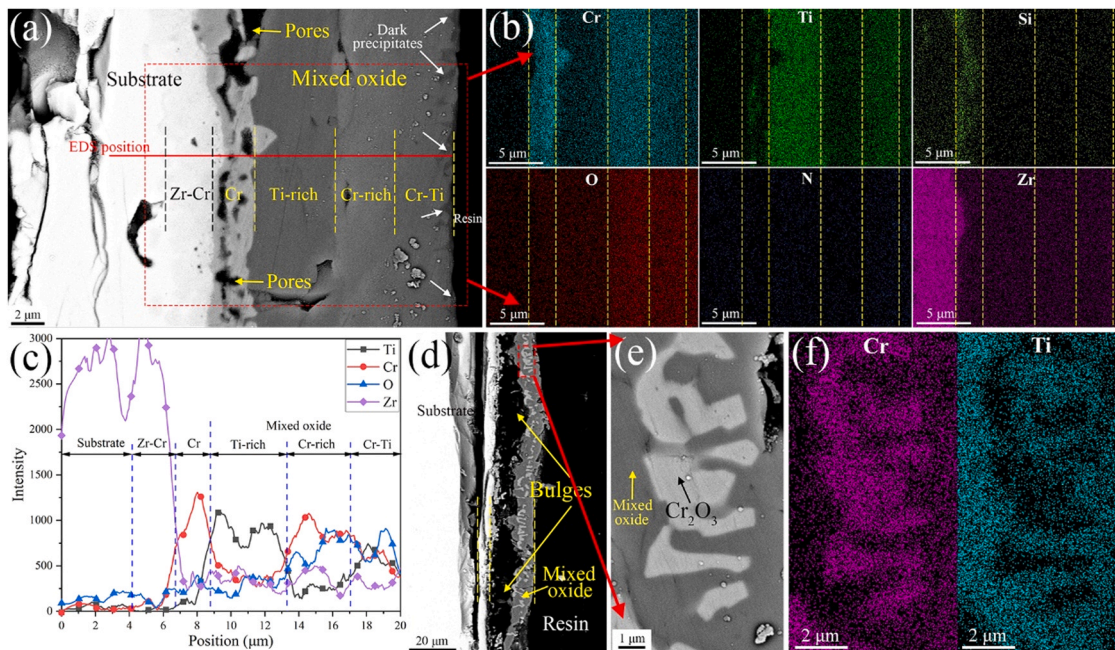 (a)
Pores
Dark
precipitates
Substrate
Mixed oxide
EDS position
Zr-Cr
Cr
Ti-rich
Cr-rich
Cr-Ti
Resin
Pores
2 μm
(b)
Cr
Ti
Si
5 μm
5 μm
5 μm
O
N
Zr
5 μm
5 μm
5 μm
(c)
3000
2500
2000
1500
1000
500
0
Intensity
Ti
Cr
O
Zr
Mixed oxide
Substrate
Zr-Cr
Cr
Ti-rich
Cr-rich
Cr-Ti
0 2 4 6 8 10 12 14 16 18 20
Position (μm)
(d)
Substrate
Bulges
Mixed
oxide
Resin
20 μm
(e)
Mixed
oxide
Cr₂O₃
1 μm
(f)
Cr
Ti
2 μm
2 μm